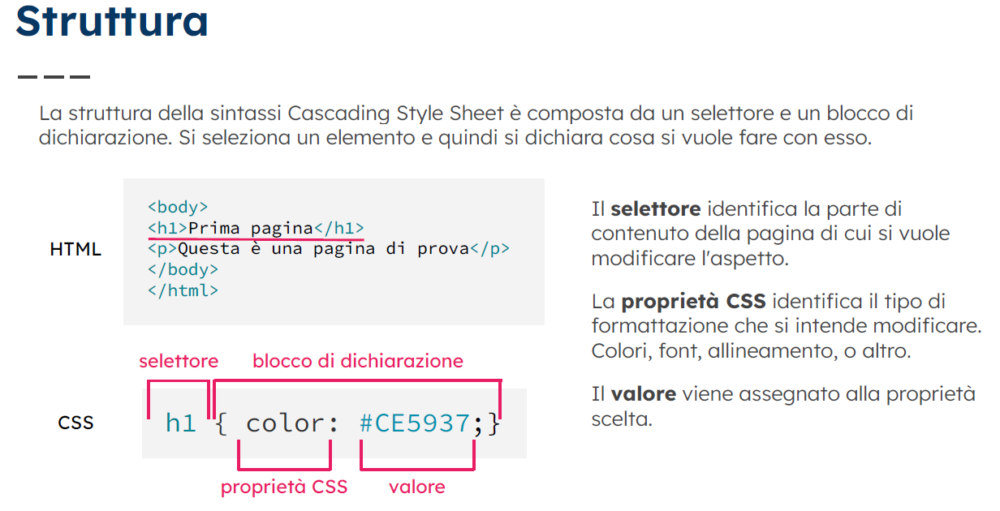 Struttura
La struttura della sintassi Cascading Style Sheet è composta da un selettore e un blocco di
dichiarazione. Si seleziona un elemento e quindi si dichiara cosa si vuole fare con esso.
HTML
<body>
<h1>Prima pagina</h1>
<p>Questa è una pagina di prova</p>
</body>
</html>
selettore blocco di dichiarazione
CSS
h1 { color: #CE5937;}
proprietà CSS valore
Il selettore identifica la parte di
contenuto della pagina di cui si vuole
modificare l'aspetto.
La proprietà CSS identifica il tipo di
formattazione che si intende modificare.
Colori, font, allineamento, o altro.
Il valore viene assegnato alla proprietà
scelta.